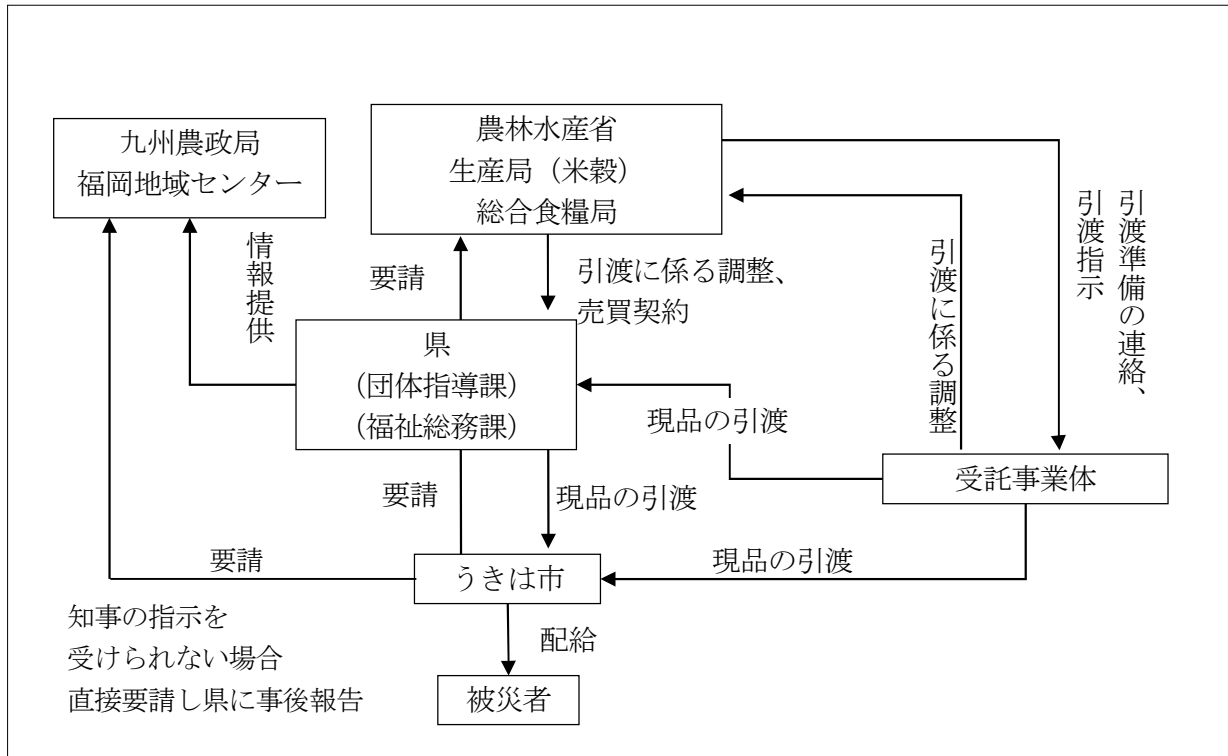 九州農政局
福岡地域センター
農林水産省
生産局（米穀）
総合食糧局
引渡準備の連絡、
引渡指示
引渡に係る調整
情報提供
要請
引渡に係る調整、
売買契約
県
（団体指導課）
（福祉総務課）
現品の引渡
受託事業体
要請
現品の引渡
要請
うきは市
現品の引渡
知事の指示を
受けられない場合
直接要請し県に事後報告
配給
被災者